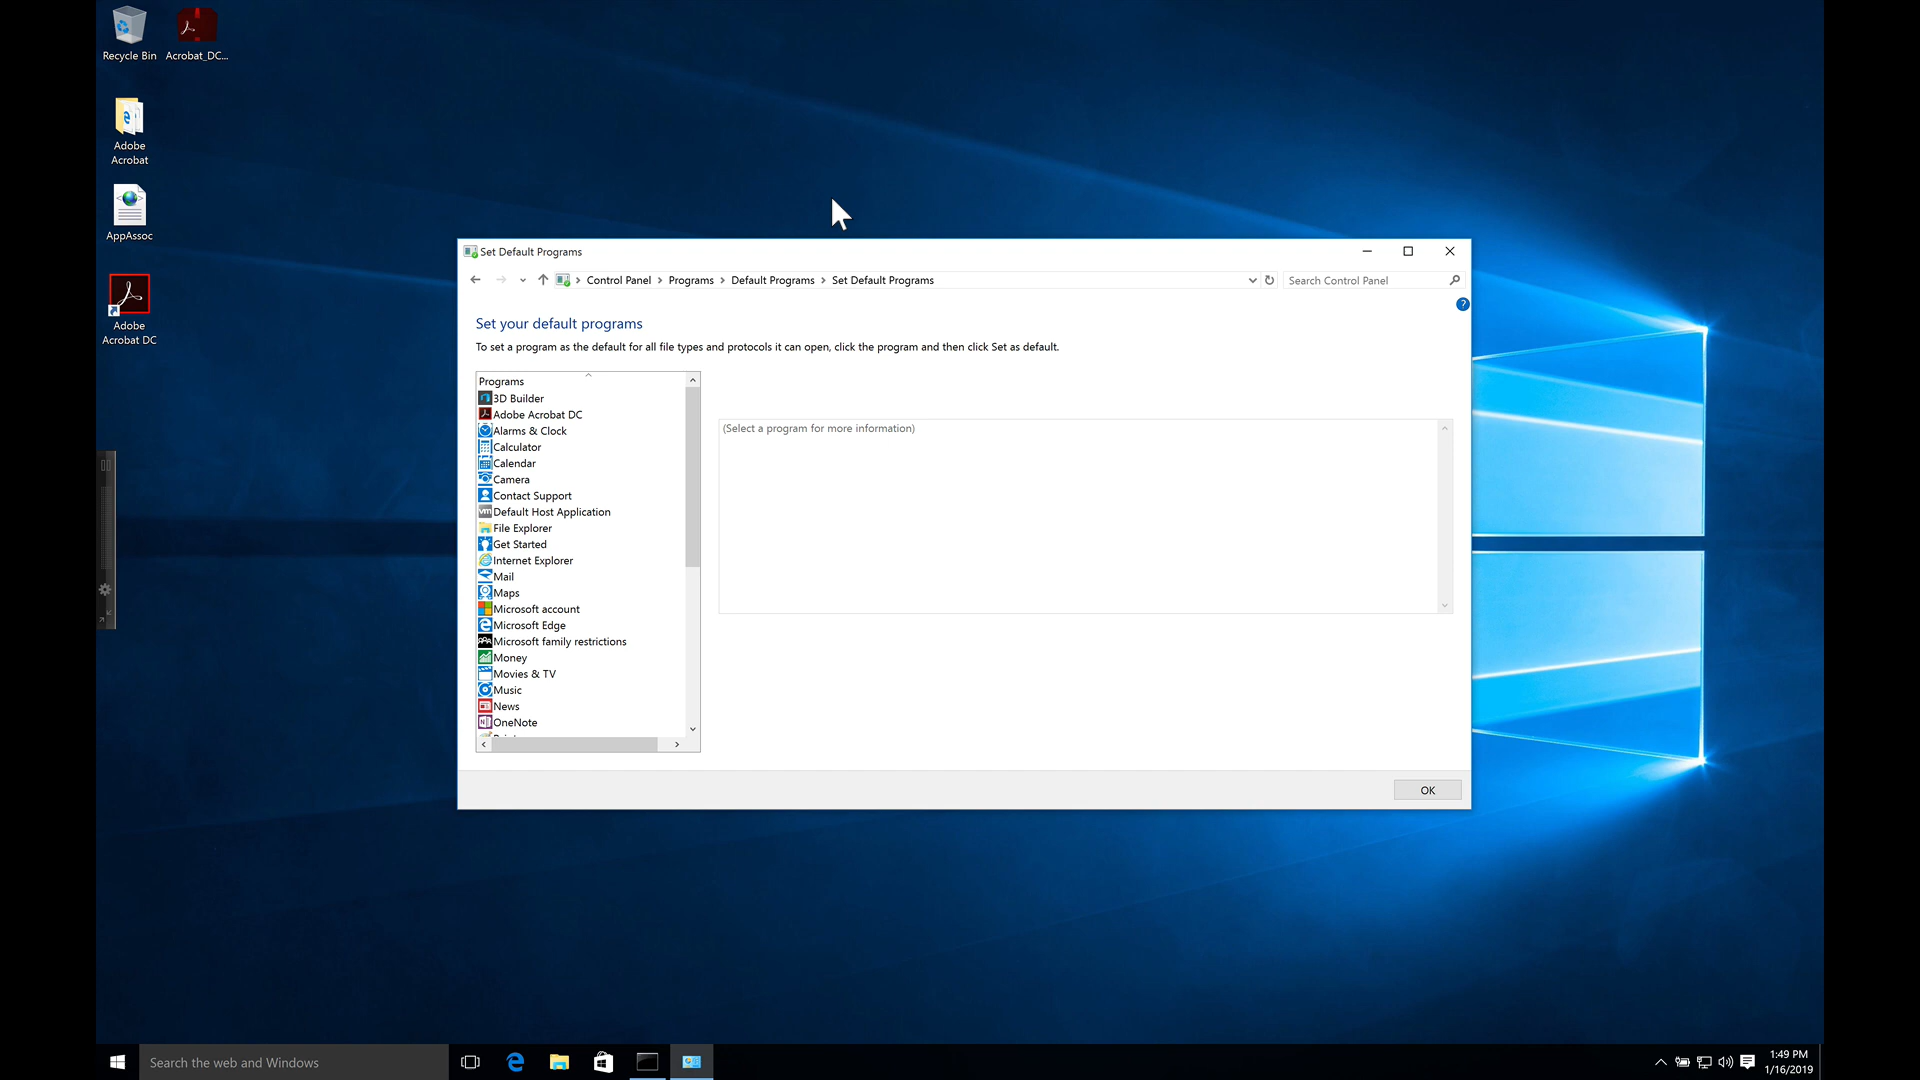 Recycle Bin
Acrobat_DC...
Adobe
Acrobat
AppAssoc
Adobe
Acrobat DC
Set Default Programs
Control Panel
Programs
Default Programs
Set Default Programs
Search Control Panel
?
Set your default programs
To set a program as the default for all file types and protocols it can open, click the program and then click Set as default.
Programs
3D Builder
Adobe Acrobat DC
Alarms & Clock
Calculator
Calendar
Camera
Contact Support
Default Host Application
File Explorer
Get Started
Internet Explorer
Mail
Maps
Microsoft account
Microsoft Edge
Microsoft family restrictions
Money
Movies & TV
Music
News
OneNote
(Select a program for more information)
OK
Search the web and Windows
1:49 PM
1/16/2019